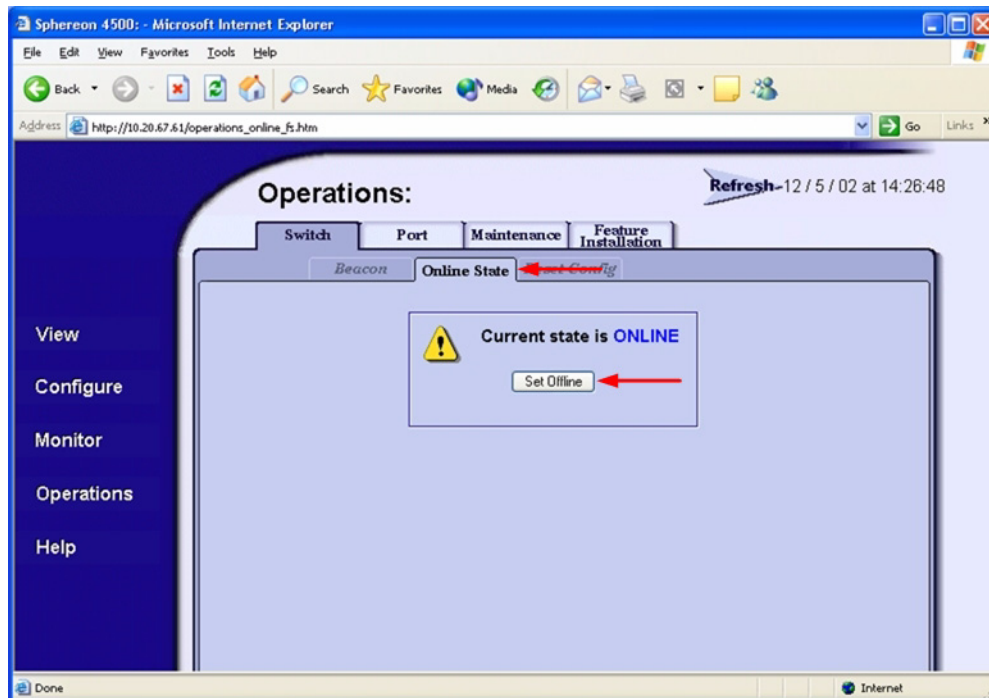 Sphereon 4500: - Microsoft Internet Explorer
File Edit View Favorites Tools Help
Back Search Favorites Media
Address http://10.20.67.61/operations_online_fs.htm Go Links »
Operations: Refresh-12 / 5 / 02 at 14:26:48
Switch Port Maintenance Feature Installation
Beacon Online State Reset Config
View
Configure
Monitor
Operations
Help
Current state is ONLINE
Set Offline
Done Internet